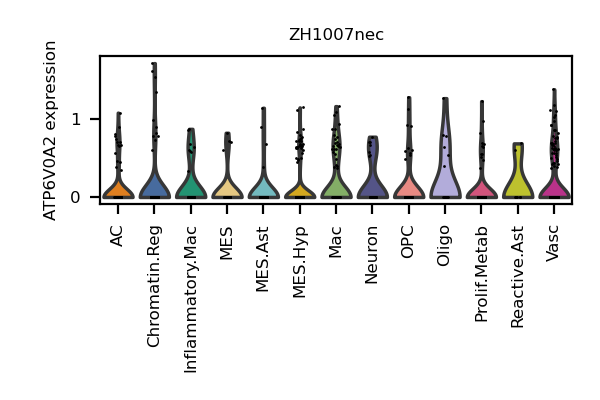 ZH1007nec
ATP6V0A2 expression
1
0
AC
Chromatin.Reg
Inflammatory.Mac
MES
MES.Ast
MES.Hyp
Mac
Neuron
OPC
Oligo
Prolif.Metab
Reactive.Ast
Vasc